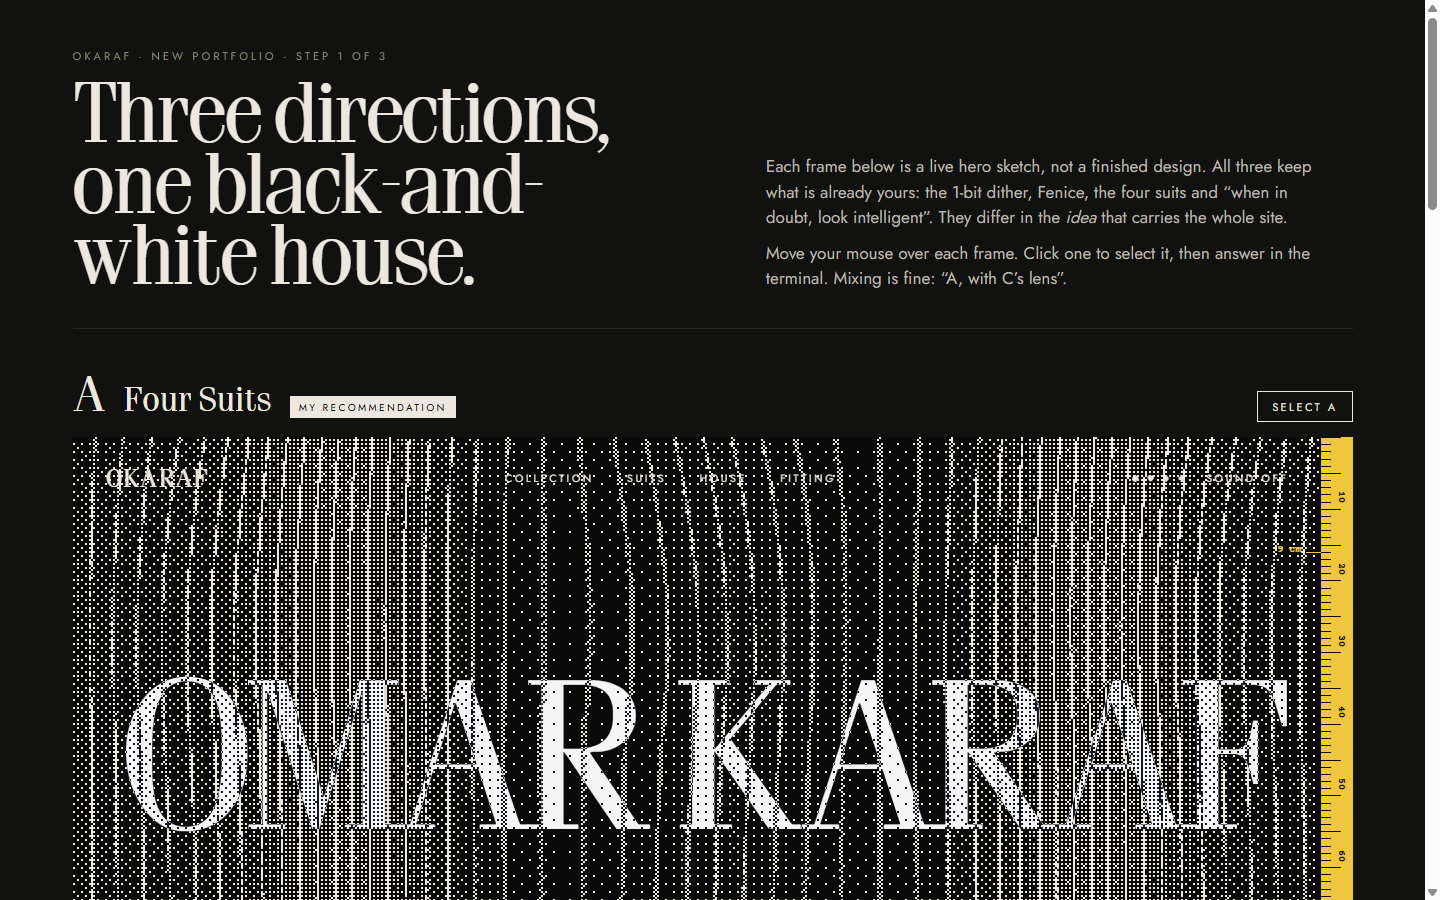 OKARAF · NEW PORTFOLIO · STEP 1 OF 3
Three directions,
one black-and-
white house.
Each frame below is a live hero sketch, not a finished design. All three keep
what is already yours: the 1-bit dither, Fenice, the four suits and “when in
doubt, look intelligent”. They differ in the idea that carries the whole site.
Move your mouse over each frame. Click one to select it, then answer in the
terminal. Mixing is fine: “A, with C’s lens”.
A Four Suits MY RECOMMENDATION SELECT A
OKARAF COLLECTION SUITS HOUSE FITTING SOUND OFF
10
9 cm
20
30
40
OMAR KARAF
50
60